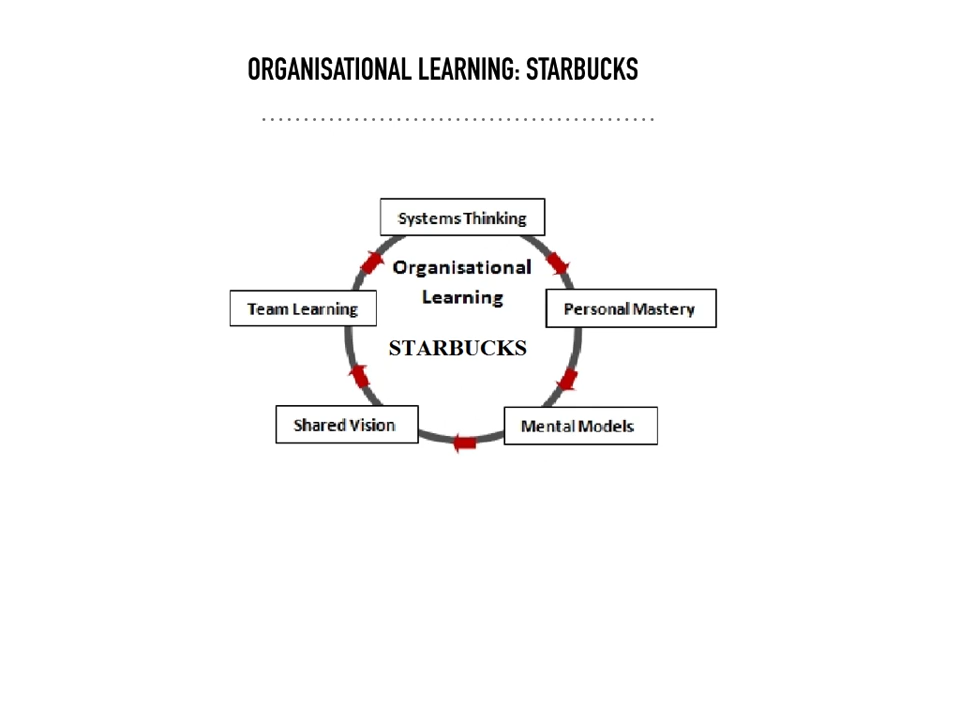 ORGANISATIONAL LEARNING: STARBUCKS
Systems Thinking
Organisational
Learning
Team Learning
Personal Mastery
STARBUCKS
Shared Vision
Mental Models